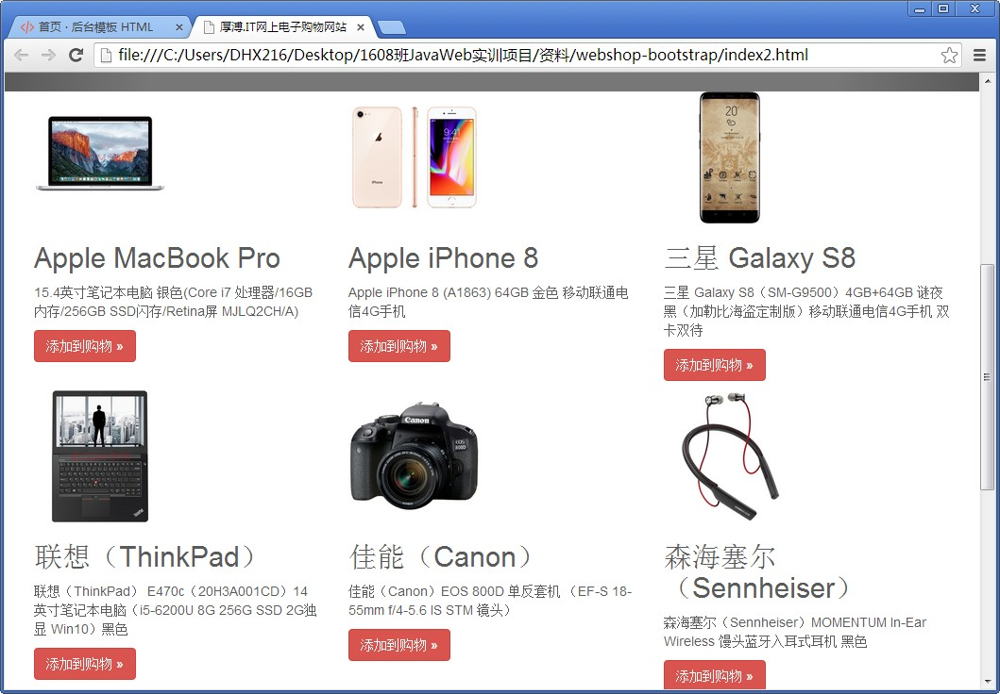 首页 · 后台模板 HTML
厚溥.IT网上电子购物网站
file:///C:/Users/DHX216/Desktop/1608班JavaWeb实训项目/资料/webshop-bootstrap/index2.html
iPhone
9:41
20°
Apple MacBook Pro
Apple iPhone 8
三星 Galaxy S8
15.4英寸笔记本电脑 银色(Core i7 处理器/16GB
内存/256GB SSD闪存/Retina屏 MJLQ2CH/A)
Apple iPhone 8 (A1863) 64GB 金色 移动联通电
信4G手机
三星 Galaxy S8（SM-G9500）4GB+64GB 谜夜
黑（加勒比海盗定制版）移动联通电信4G手机 双
卡双待
添加到购物 »
添加到购物 »
添加到购物 »
ThinkPad
Canon
EOS
800D
联想（ThinkPad）
佳能（Canon）
森海塞尔
（Sennheiser）
联想（ThinkPad） E470c（20H3A001CD）14
英寸笔记本电脑（i5-6200U 8G 256G SSD 2G独
显 Win10）黑色
佳能（Canon）EOS 800D 单反套机 （EF-S 18-
55mm f/4-5.6 IS STM 镜头）
森海塞尔（Sennheiser）MOMENTUM In-Ear
Wireless 馒头蓝牙入耳式耳机 黑色
添加到购物 »
添加到购物 »
添加到购物 »